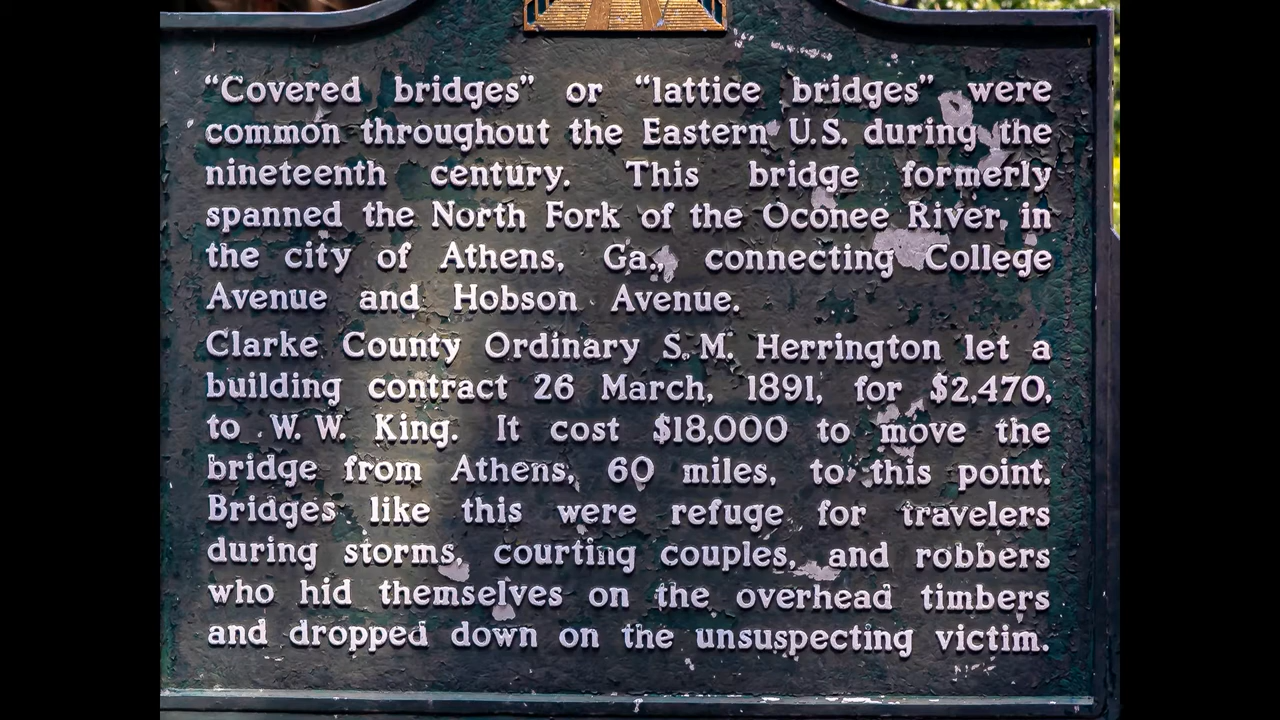 “Covered bridges” or “lattice bridges” were
common throughout the Eastern U.S. during the
nineteenth century. This bridge formerly
spanned the North Fork of the Oconee River, in
the city of Athens, Ga., connecting College
Avenue and Hobson Avenue.
Clarke County Ordinary S.M. Herrington let a
building contract 26 March, 1891, for $2,470,
to W. W. King. It cost $18,000 to move the
bridge from Athens, 60 miles, to this point.
Bridges like this were refuge for travelers
during storms, courting couples, and robbers
who hid themselves on the overhead timbers
and dropped down on the unsuspecting victim.